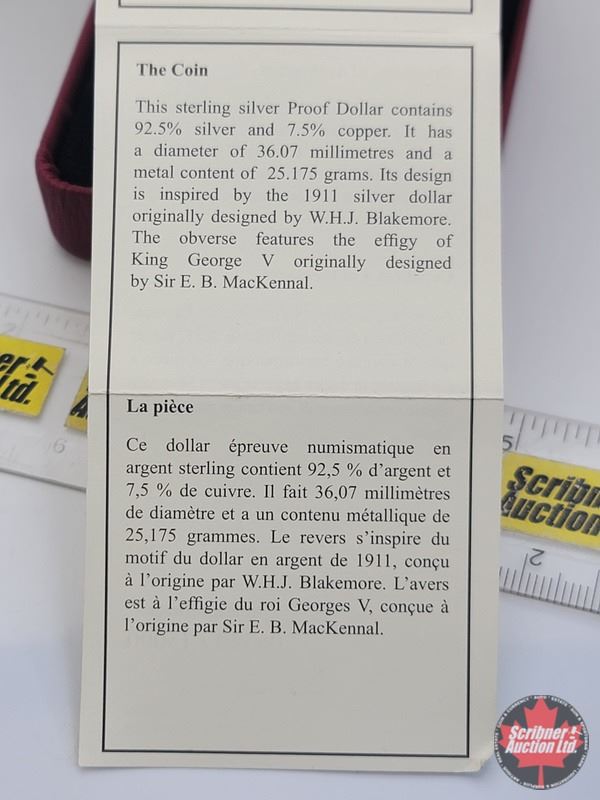 The Coin
This sterling silver Proof Dollar contains
92.5% silver and 7.5% copper. It has
a diameter of 36.07 millimetres and a
metal content of 25.175 grams. Its design
is inspired by the 1911 silver dollar
originally designed by W.H.J. Blakemore.
The obverse features the effigy of
King George V originally designed
by Sir E. B. MacKennal.
La pièce
Ce dollar épreuve numismatique en
argent sterling contient 92,5 % d’argent et
7,5 % de cuivre. Il fait 36,07 millimètres
de diamètre et a un contenu métallique de
25,175 grammes. Le revers s’inspire du
motif du dollar en argent de 1911, conçu
à l’origine par W.H.J. Blakemore. L’avers
est à l’effigie du roi Georges V, conçue à
l’origine par Sir E. B. MacKennal.
Ltd.
6
5
Scribn
Auction
2
Scribner
Auction Ltd.